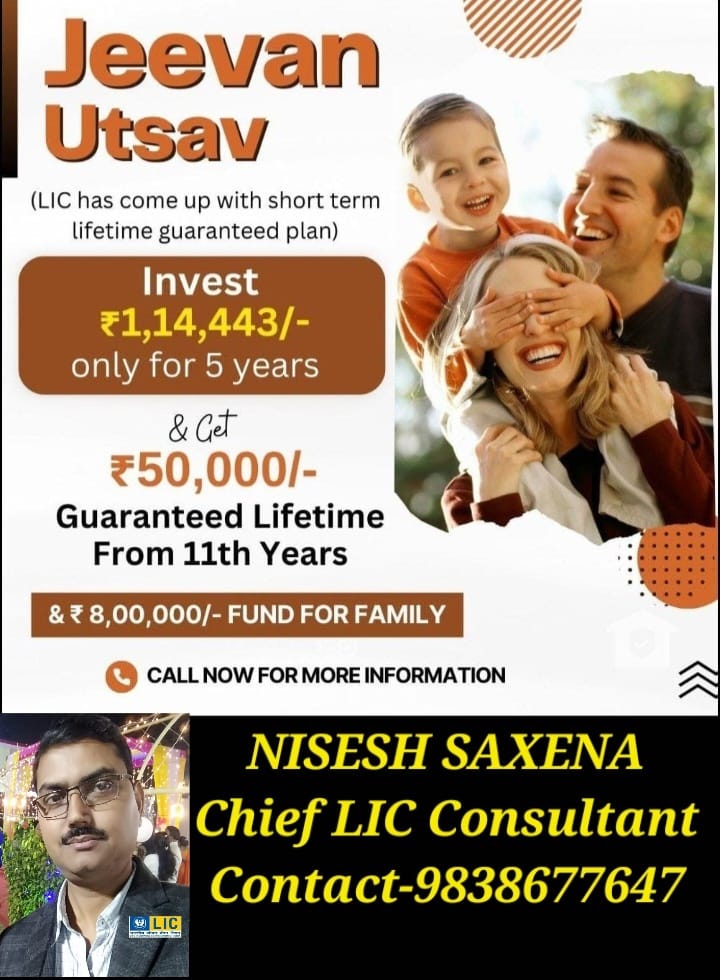 Jeevan
Utsav
(LIC has come up with short term
lifetime guaranteed plan)
Invest
₹1,14,443/-
only for 5 years
& Get
₹50,000/-
Guaranteed Lifetime
From 11th Years
& ₹ 8,00,000/- FUND FOR FAMILY
CALL NOW FOR MORE INFORMATION
NISESH SAXENA
Chief LIC Consultant
Contact-9838677647
LIC